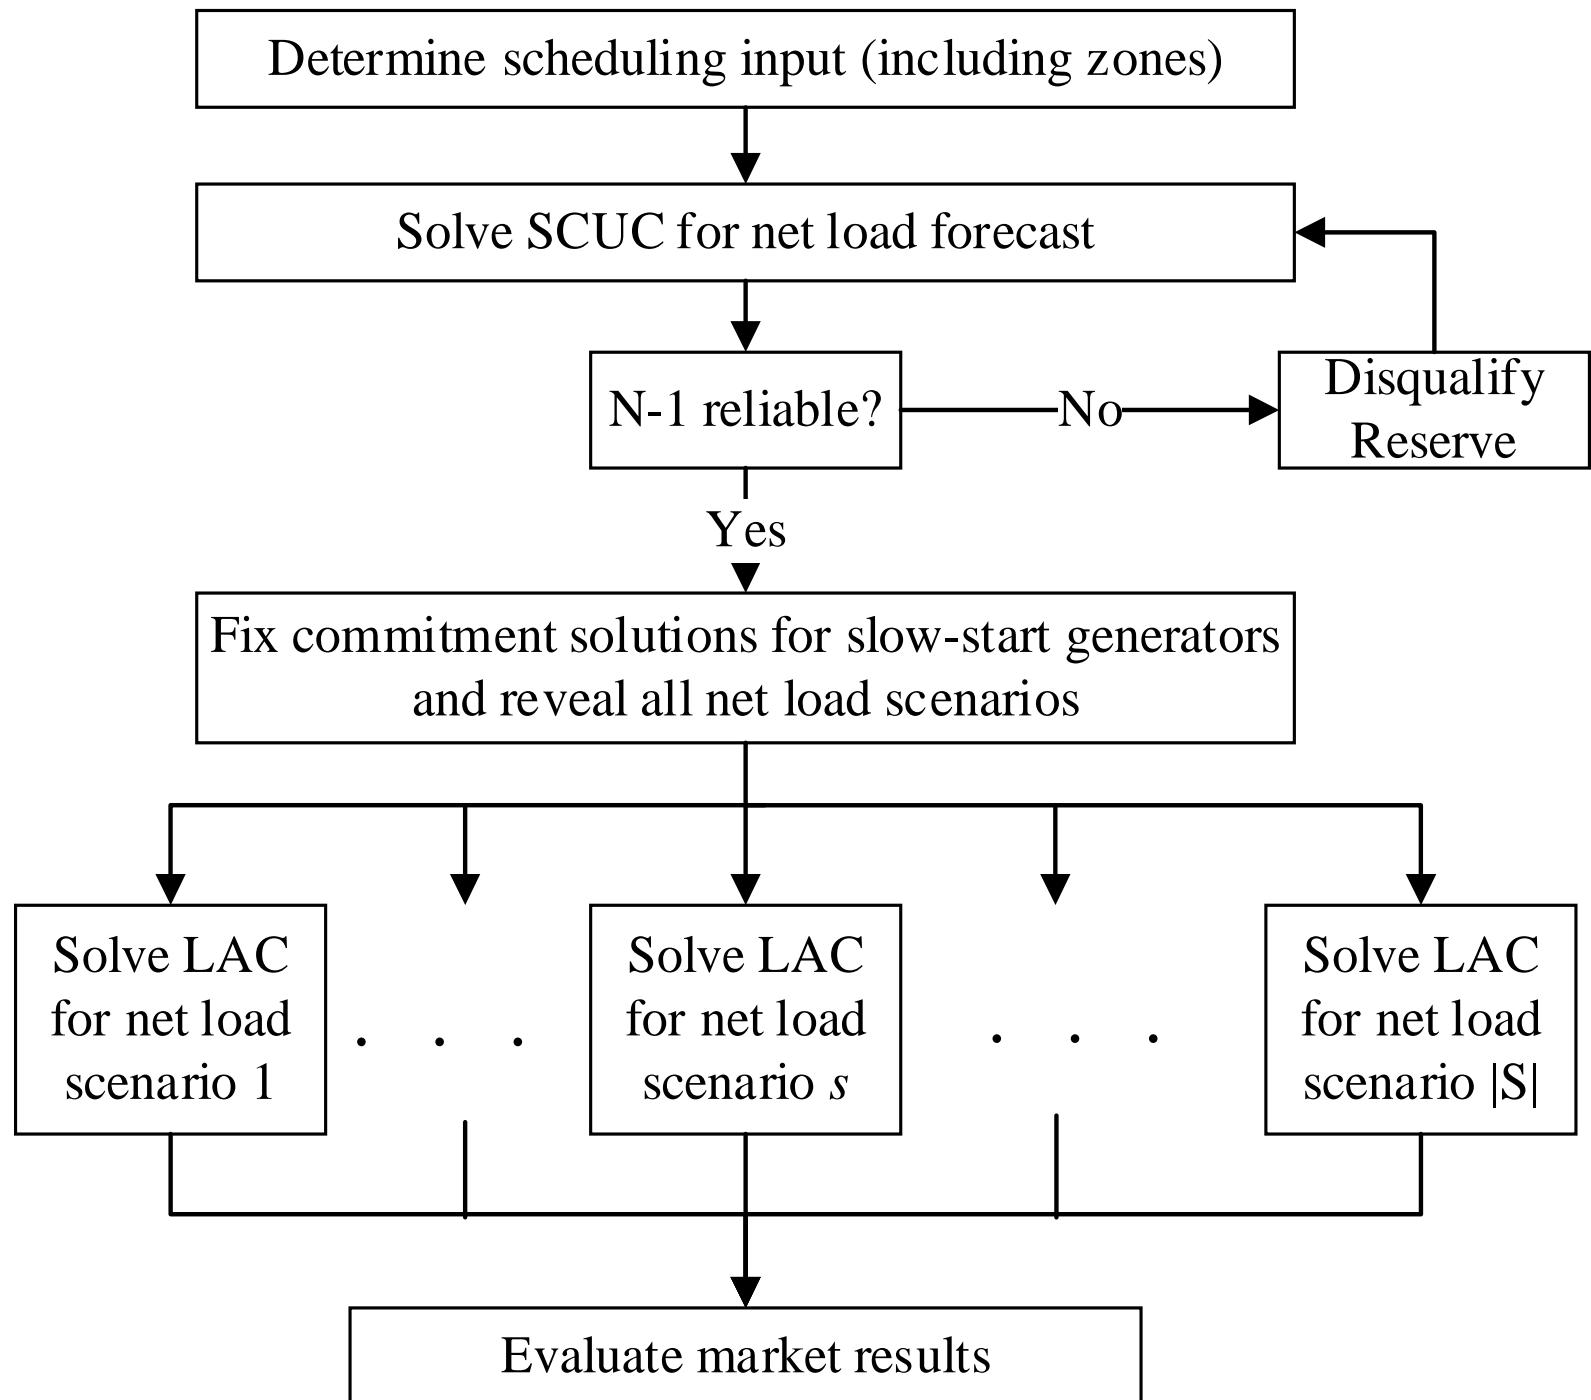 Determine scheduling input (including zones)
Solve SCUC for net load forecast
N-1 reliable?
No
Disqualify
Reserve
Yes
Fix commitment solutions for slow-start generators
and reveal all net load scenarios
Solve LAC
for net load
scenario 1
. . .
Solve LAC
for net load
scenario s
. . .
Solve LAC
for net load
scenario |S|
Evaluate market results